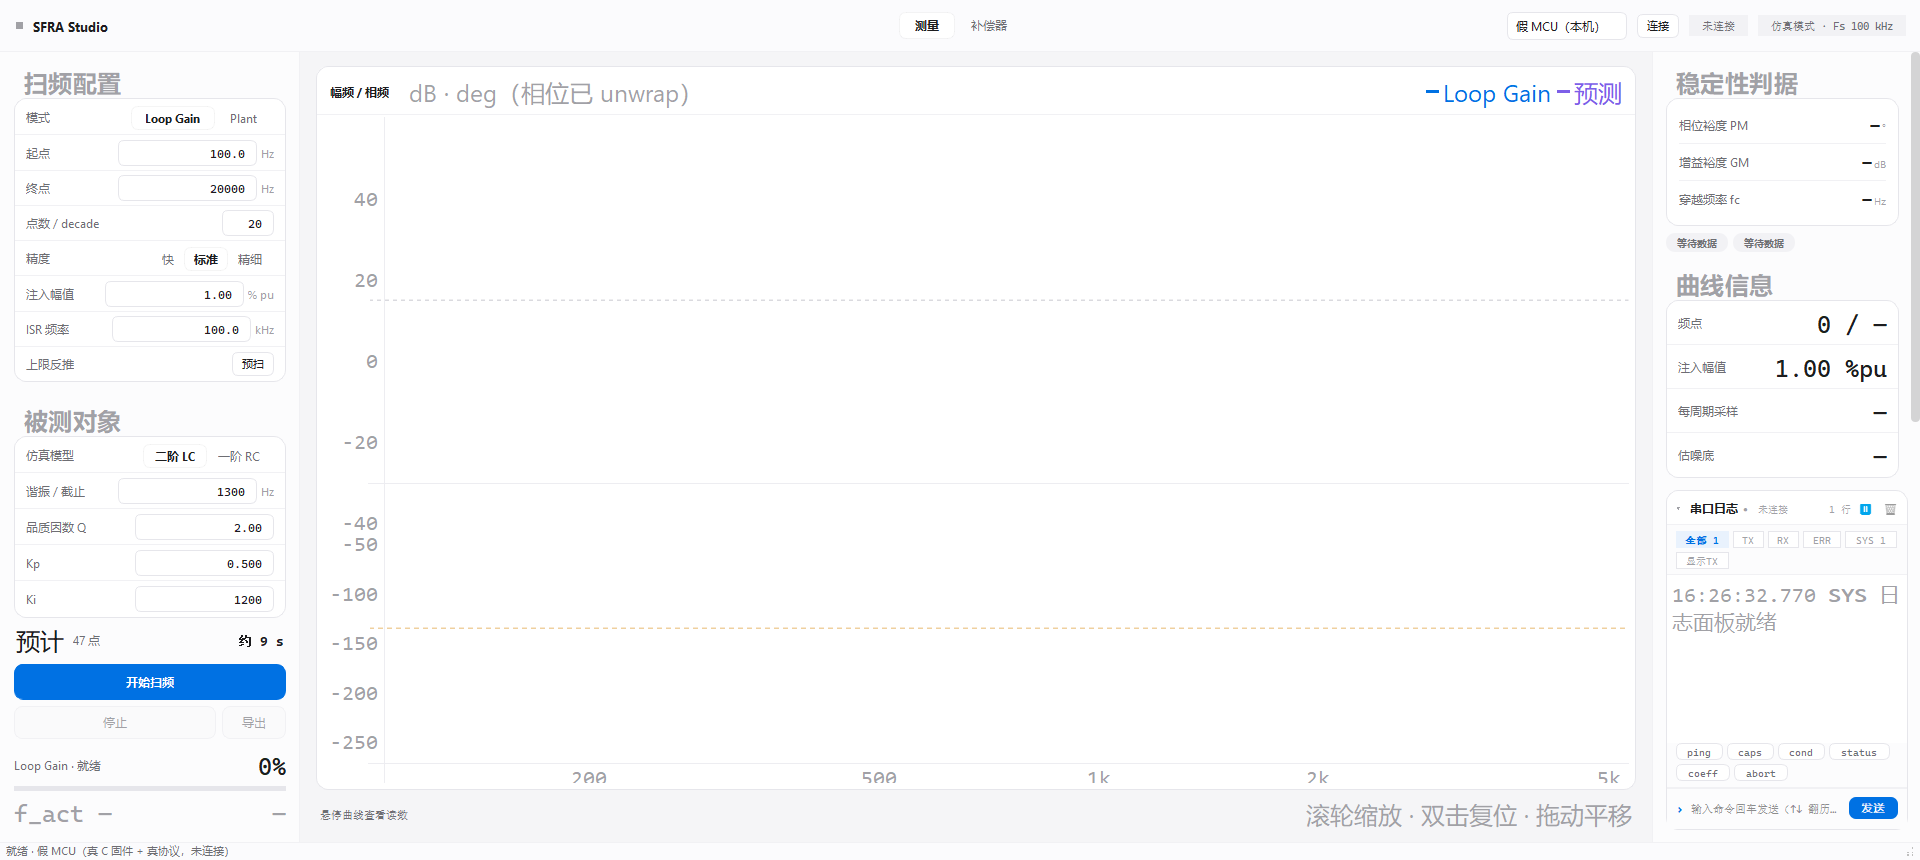 SFRA Studio
测量
补偿器
假 MCU（本机）
连接
未连接
仿真模式 · Fs 100 kHz
扫频配置
模式
Loop Gain
Plant
起点
100.0
Hz
终点
20000
Hz
点数 / decade
20
精度
快
标准
精细
注入幅值
1.00
% pu
ISR 频率
100.0
kHz
上限反推
预扫
被测对象
仿真模型
二阶 LC
一阶 RC
谐振 / 截止
1300
Hz
品质因数 Q
2.00
Kp
0.500
Ki
1200
预计 47 点
约 9 s
开始扫频
停止
导出
Loop Gain · 就绪
0%
f_act —
—
就绪 · 假 MCU（真 C 固件 + 真协议，未连接）
幅频 / 相频
dB · deg（相位已 unwrap）
Loop Gain
预测
40
20
0
-20
-40
-50
-100
-150
-200
-250
200
500
1k
2k
5k
悬停曲线查看读数
滚轮缩放 · 双击复位 · 拖动平移
稳定性判据
相位裕度 PM
— °
增益裕度 GM
— dB
穿越频率 fc
— Hz
等待数据
等待数据
曲线信息
频点
0 / —
注入幅值
1.00 %pu
每周期采样
—
估噪底
—
串口日志
• 未连接
1 行
全部 1
TX
RX
ERR
SYS 1
显示TX
16:26:32.770 SYS 日
志面板就绪
ping
caps
cond
status
coeff
abort
› 输入命令回车发送（↑↓ 翻历…
发送